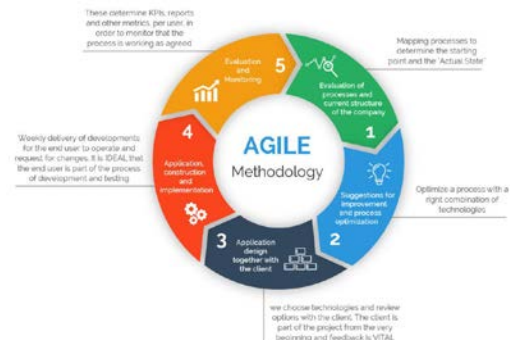 These determine KPIs, reports
and other metrics, per user, in
order to monitor that the
process is working as agreed
Mapping processes to
determine the starting
point and the "Actual State"
5
Evaluation
and
Monitoring
Evaluation of
processes and
current structure
of the company
1
4
Application,
construction and
implementation
AGILE
Methodology
Weekly delivery of developments
for the end user to operate and
request for changes. It is IDEAL that
the end user is part of the process
of development and testing
Suggestions for
improvement
and process
optimization
2
Optimize a process with a
right combination of
technologies
3
Application
design
together with
the client
we choose technologies and review
options with the client. The client is
part of the project from the very
beginning and feedback is VITAL